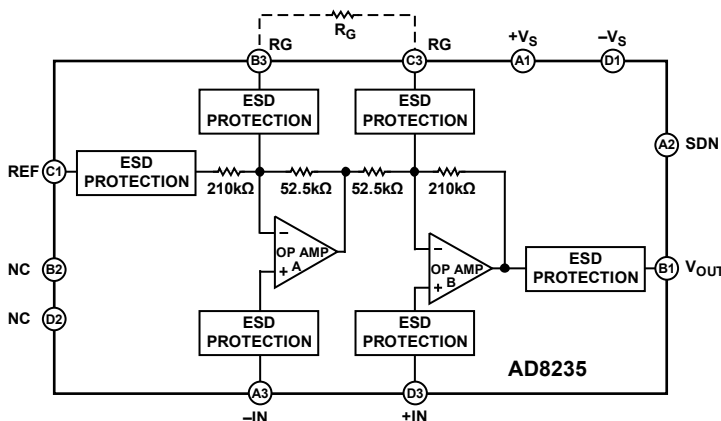 RG
R_G
RG
+V_S
–V_S
B3
C3
A1
D1
ESD
PROTECTION
ESD
PROTECTION
A2
SDN
REF
C1
ESD
PROTECTION
210kΩ
52.5kΩ
52.5kΩ
210kΩ
–
OP AMP
A
+
–
OP AMP
B
+
NC
B2
ESD
PROTECTION
B1
V_OUT
NC
D2
ESD
PROTECTION
ESD
PROTECTION
AD8235
A3
D3
–IN
+IN